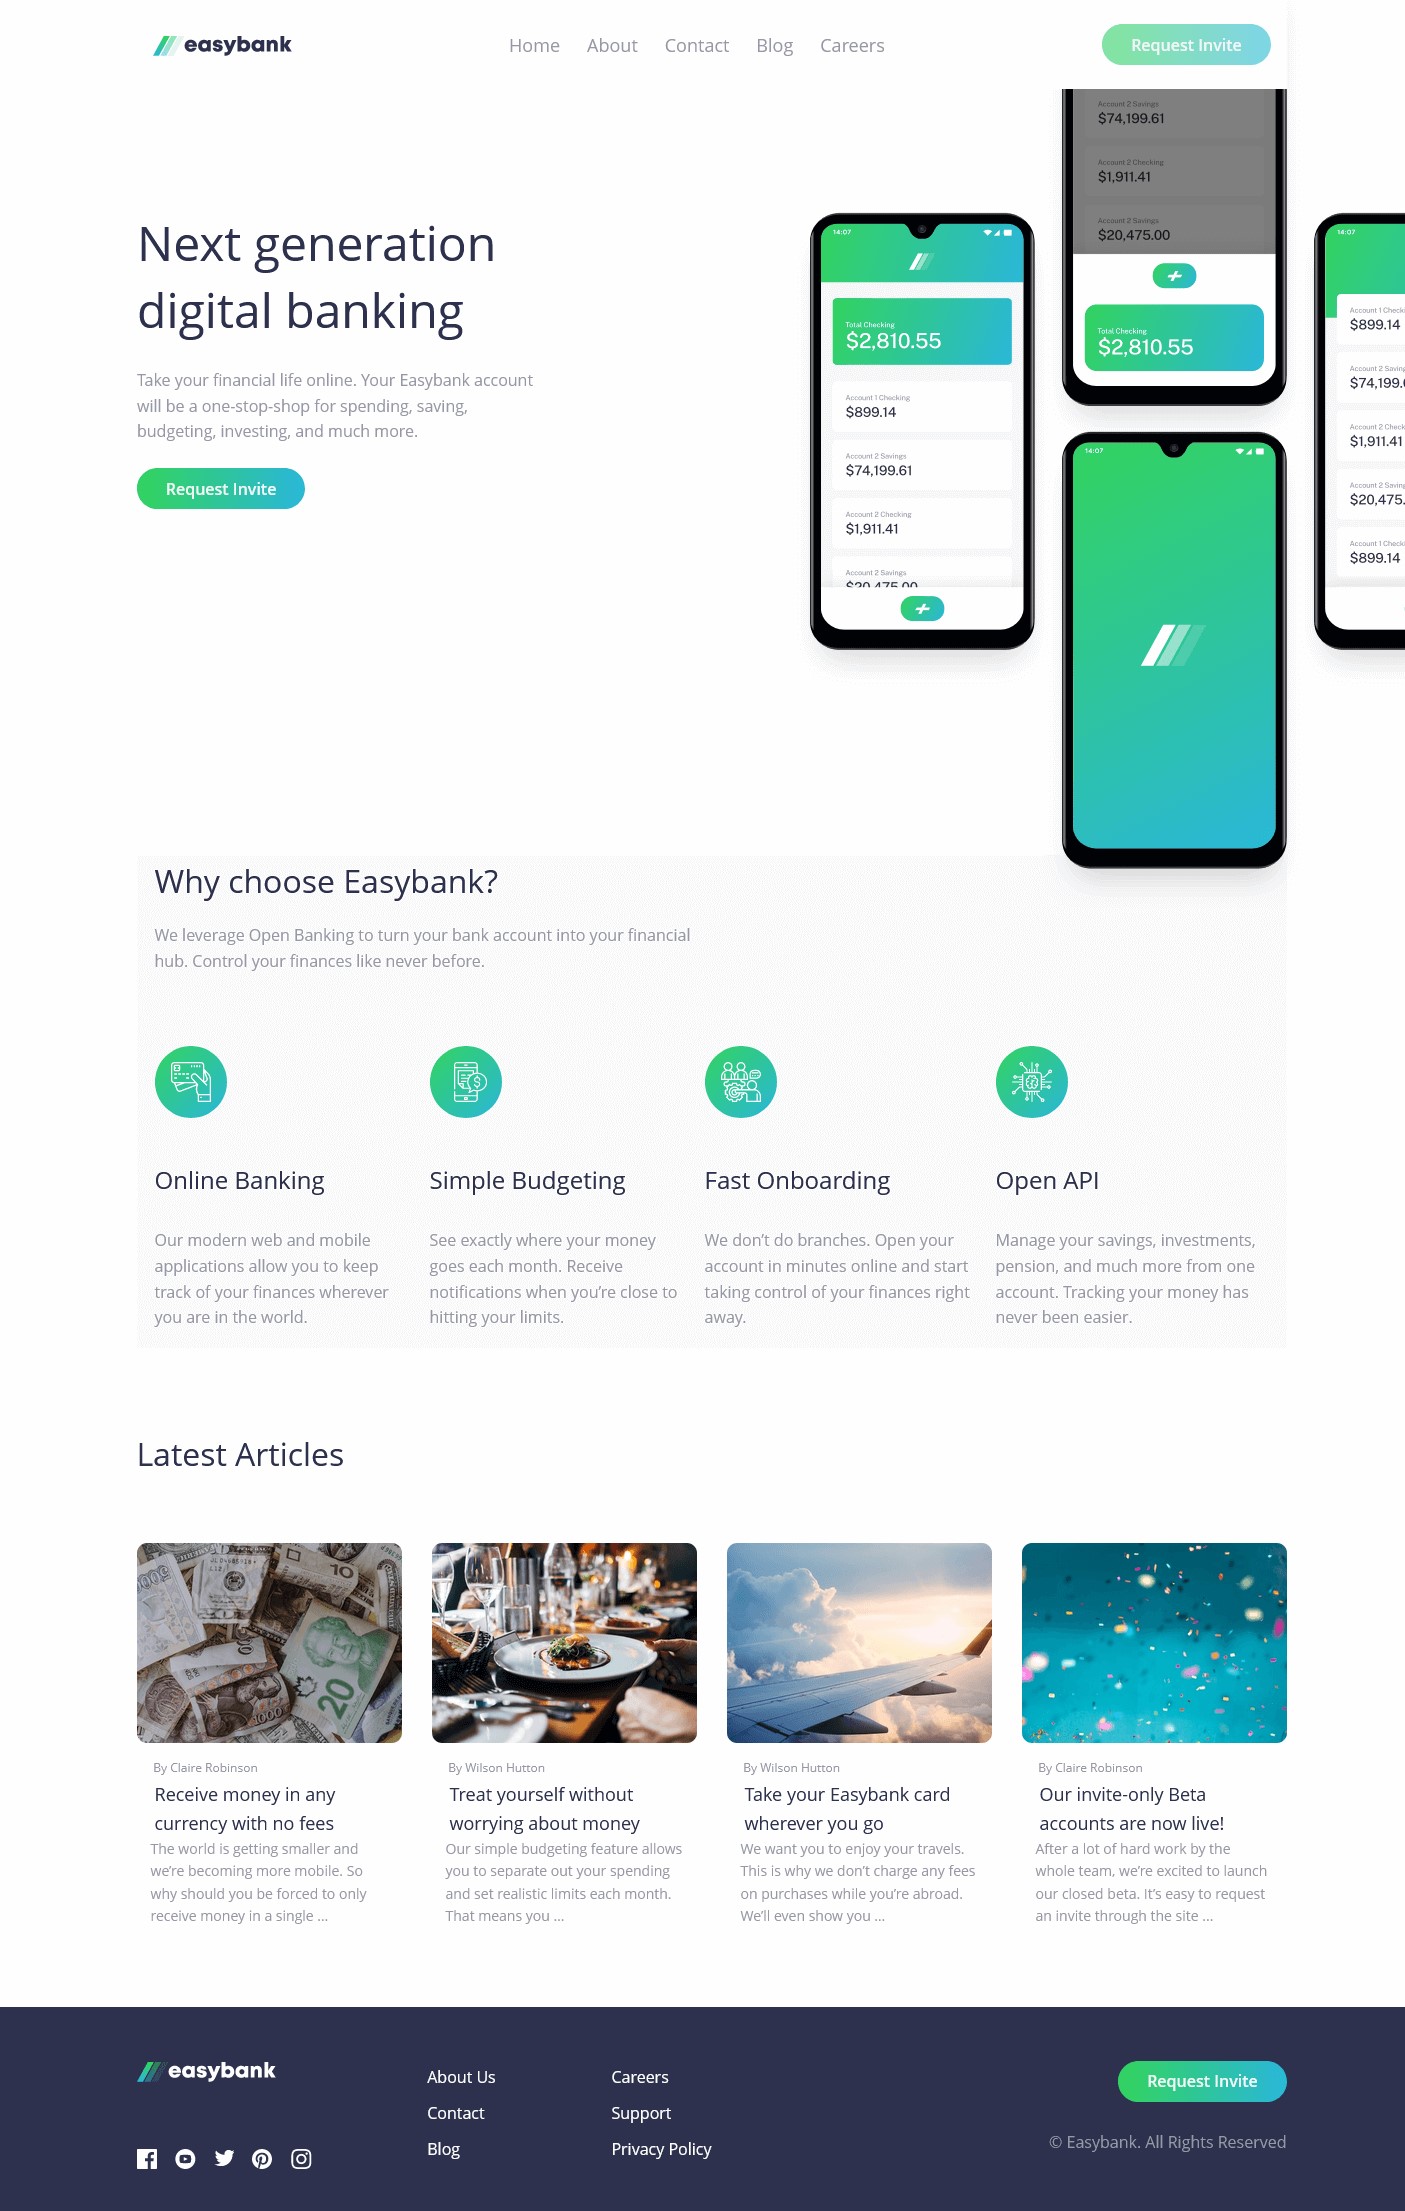 easybank
Home About Contact Blog Careers
Request Invite
Next generation
digital banking
Take your financial life online. Your Easybank account
will be a one-stop-shop for spending, saving,
budgeting, investing, and much more.
Request Invite
14:07
Total Checking
$2,810.55
Account 1 Checking
$899.14
Account 2 Savings
$74,199.61
Account 2 Checking
$1,911.41
Account 2 Savings
$20,475.00
Account 2 Savings
$74,199.61
Account 2 Checking
$1,911.41
Account 2 Savings
$20,475.00
Total Checking
$2,810.55
14:07
14:07
Account 1
$899.14
Account 2
$74,199.
Account 2
$1,911.41
Account 2
$20,475.
Account 1
$899.14
Why choose Easybank?
We leverage Open Banking to turn your bank account into your financial
hub. Control your finances like never before.
Online Banking
Our modern web and mobile
applications allow you to keep
track of your finances wherever
you are in the world.
Simple Budgeting
See exactly where your money
goes each month. Receive
notifications when you’re close to
hitting your limits.
Fast Onboarding
We don’t do branches. Open your
account in minutes online and start
taking control of your finances right
away.
Open API
Manage your savings, investments,
pension, and much more from one
account. Tracking your money has
never been easier.
Latest Articles
10
20
1000
By Claire Robinson
Receive money in any
currency with no fees
The world is getting smaller and
we’re becoming more mobile. So
why should you be forced to only
receive money in a single ...
By Wilson Hutton
Treat yourself without
worrying about money
Our simple budgeting feature allows
you to separate out your spending
and set realistic limits each month.
That means you ...
By Wilson Hutton
Take your Easybank card
wherever you go
We want you to enjoy your travels.
This is why we don’t charge any fees
on purchases while you’re abroad.
We’ll even show you ...
By Claire Robinson
Our invite-only Beta
accounts are now live!
After a lot of hard work by the
whole team, we’re excited to launch
our closed beta. It’s easy to request
an invite through the site ...
easybank
About Us
Contact
Blog
Careers
Support
Privacy Policy
Request Invite
© Easybank. All Rights Reserved